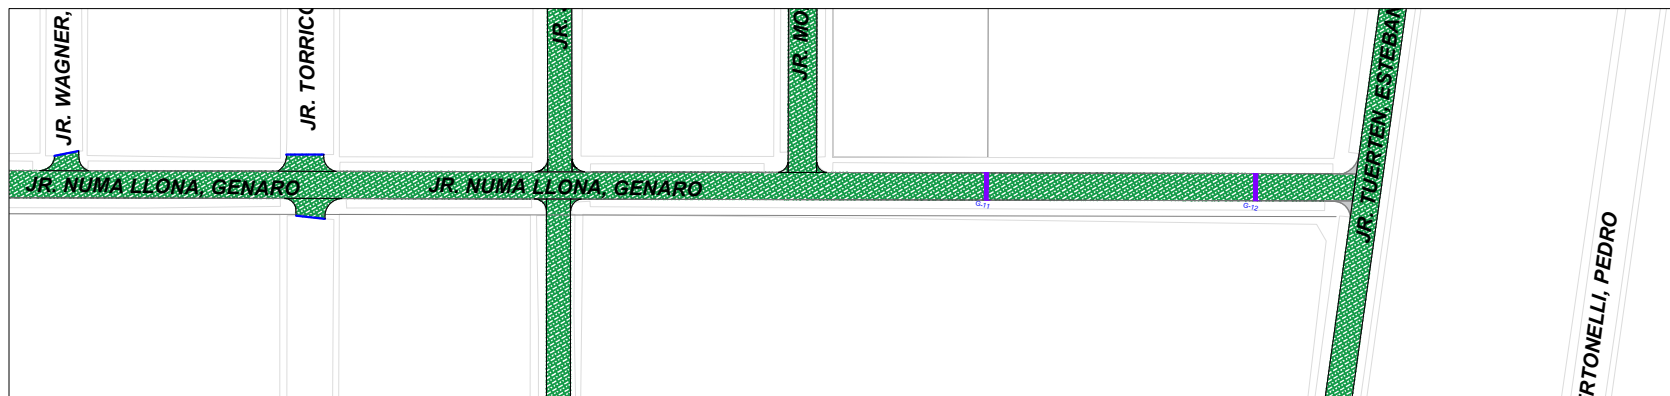 JR. WAGNER,
JR. TORRICO
JR.
JR. MO
JR. TUERTEN, ESTEBAN
JR. NUMA LLONA, GENARO
JR. NUMA LLONA, GENARO
G-11
G-12
RTONELLI, PEDRO